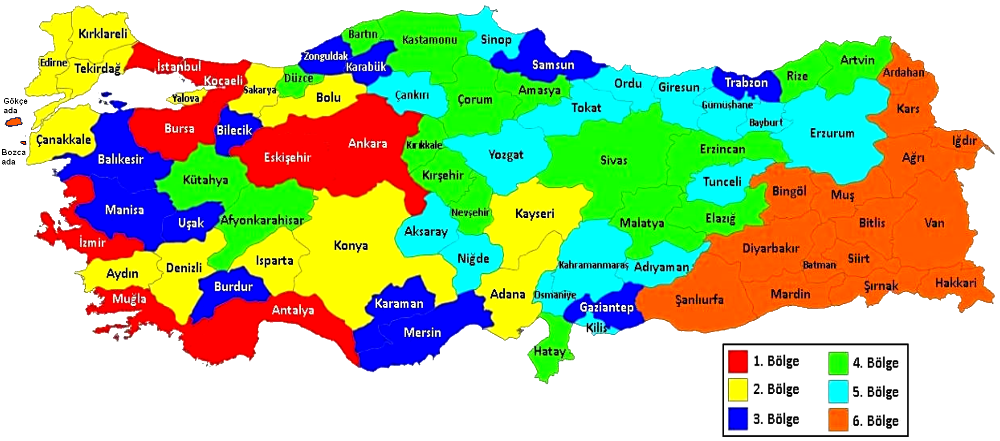 Kırklareli
Edirne
Tekirdağ
İstanbul
Kocaeli
Yalova
Sakarya
Düzce
Bolu
Zonguldak
Bartın
Karabük
Kastamonu
Sinop
Samsun
Çankırı
Çorum
Amasya
Tokat
Ordu
Giresun
Trabzon
Gümüşhane
Bayburt
Rize
Artvin
Ardahan
Kars
Iğdır
Ağrı
Erzurum
Erzincan
Gökçe
ada
Bozca
ada
Çanakkale
Balıkesir
Bursa
Bilecik
Eskişehir
Ankara
Kırıkkale
Kırşehir
Yozgat
Sivas
Tunceli
Bingöl
Muş
Bitlis
Van
Kütahya
Manisa
Uşak
Afyonkarahisar
İzmir
Aydın
Denizli
Isparta
Burdur
Muğla
Antalya
Konya
Aksaray
Nevşehir
Niğde
Kayseri
Karaman
Mersin
Adana
Osmaniye
Kahramanmaraş
Malatya
Elazığ
Adıyaman
Gaziantep
Kilis
Hatay
Şanlıurfa
Diyarbakır
Batman
Siirt
Mardin
Şırnak
Hakkari
1. Bölge
2. Bölge
3. Bölge
4. Bölge
5. Bölge
6. Bölge